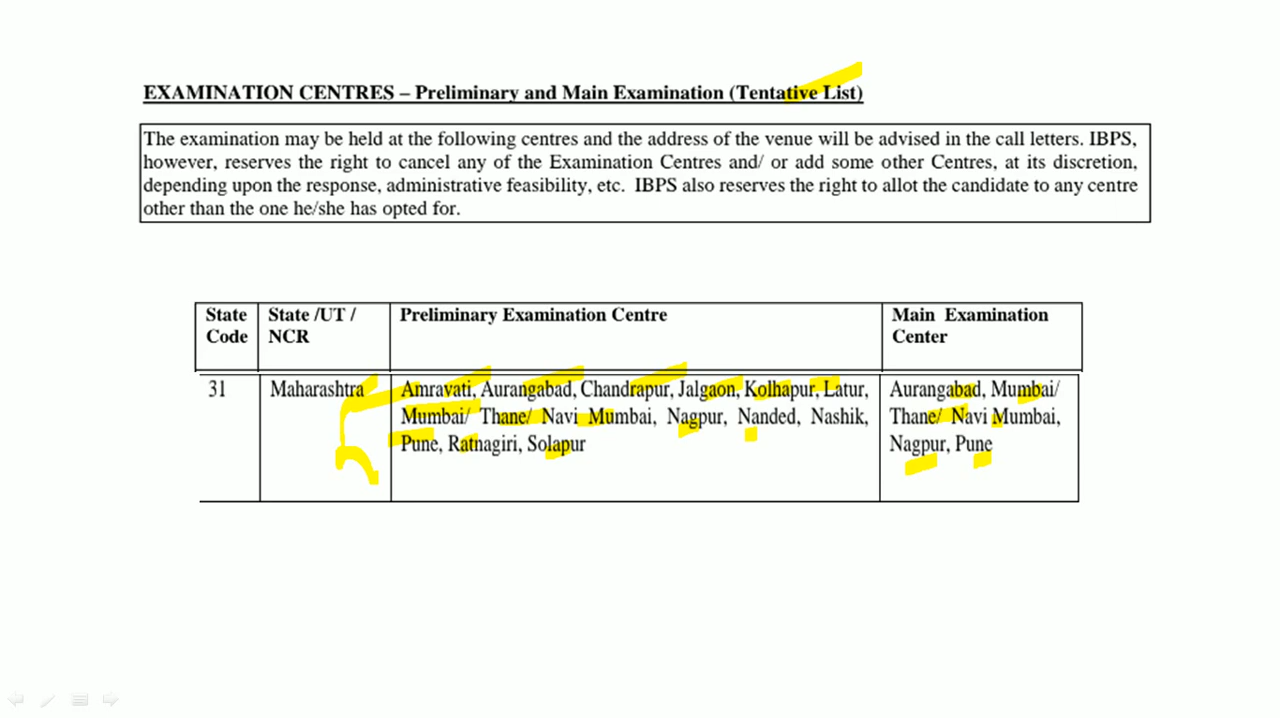 EXAMINATION CENTRES – Preliminary and Main Examination (Tentative List)
The examination may be held at the following centres and the address of the venue will be advised in the call letters. IBPS,
however, reserves the right to cancel any of the Examination Centres and/ or add some other Centres, at its discretion,
depending upon the response, administrative feasibility, etc. IBPS also reserves the right to allot the candidate to any centre
other than the one he/she has opted for.
State Code
State /UT / NCR
Preliminary Examination Centre
Main Examination Center
31
Maharashtra
Amravati, Aurangabad, Chandrapur, Jalgaon, Kolhapur, Latur,
Mumbai/ Thane/ Navi Mumbai, Nagpur, Nanded, Nashik,
Pune, Ratnagiri, Solapur
Aurangabad, Mumbai/
Thane/ Navi Mumbai,
Nagpur, Pune